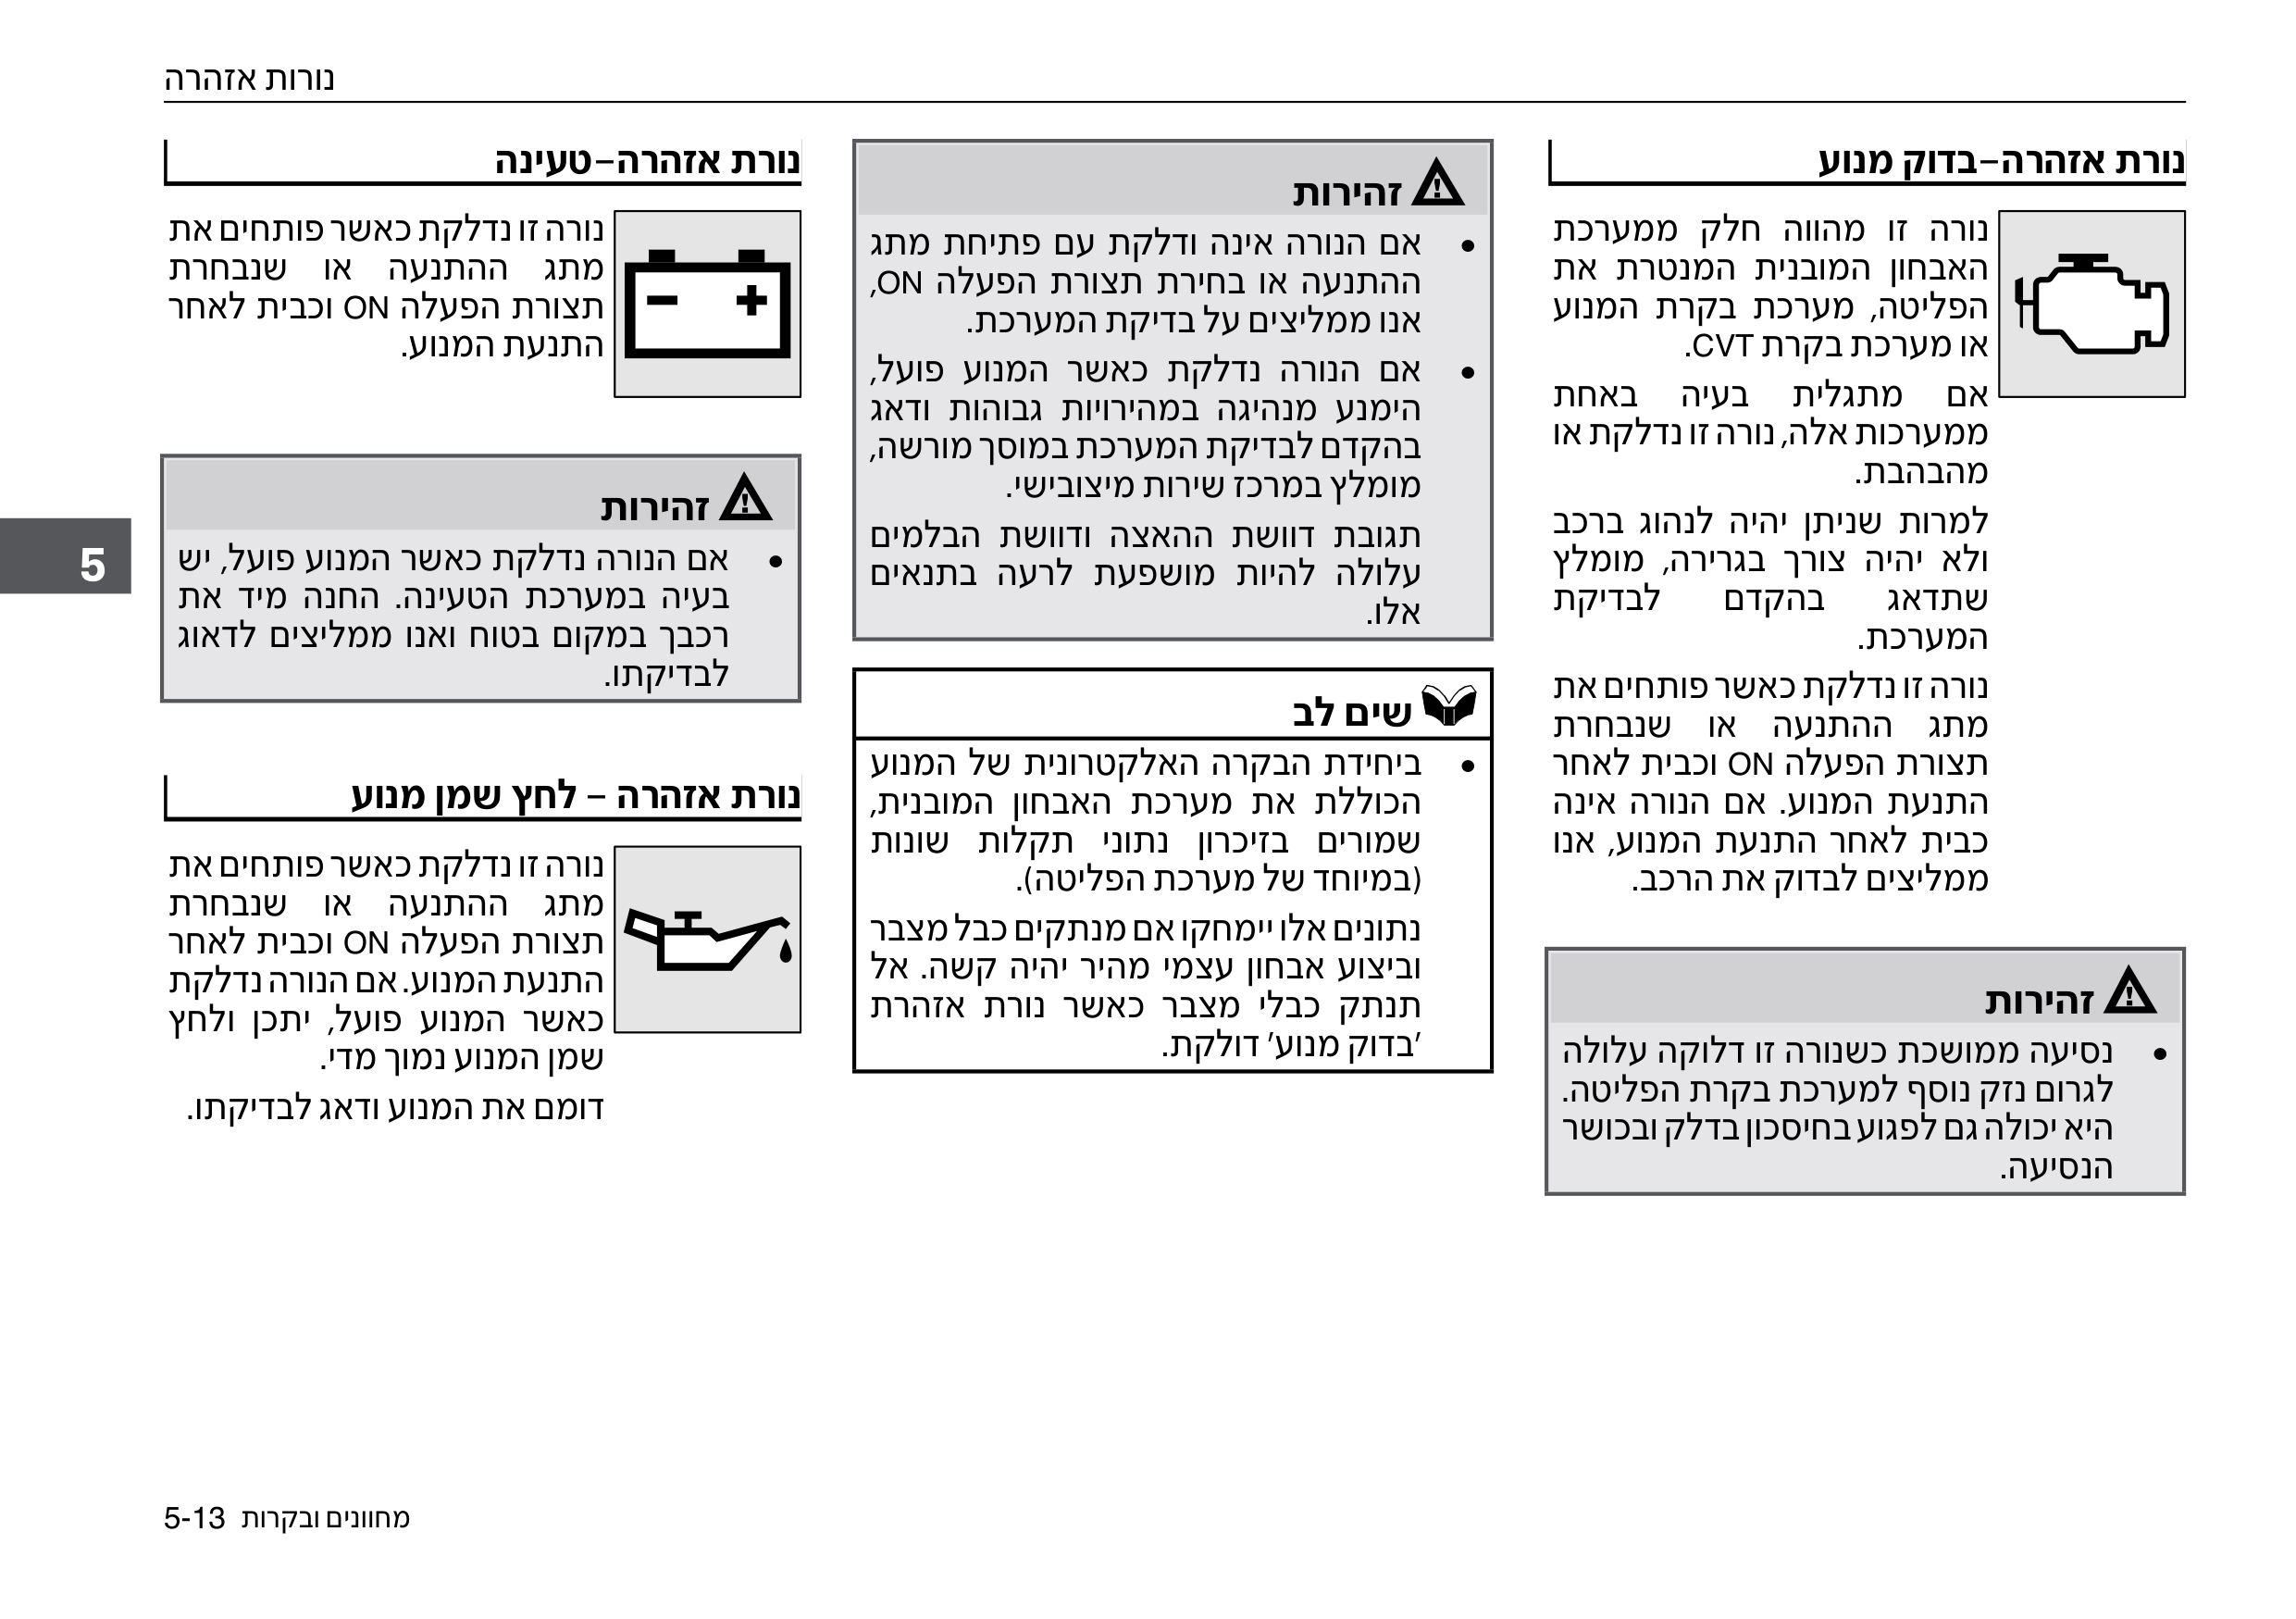 נורות אזהרה
נורת אזהרה–בדוק מנוע
נורה זו מהווה חלק ממערכת
האבחון המובנית המנטרת את
הפליטה, מערכת בקרת המנוע
או מערכת בקרת CVT.
אם מתגלית בעיה באחת
ממערכות אלה, נורה זו נדלקת או
מהבהבת.
למרות שניתן יהיה לנהוג ברכב
ולא יהיה צורך בגרירה, מומלץ
שתדאג בהקדם לבדיקת
המערכת.
נורה זו נדלקת כאשר פותחים את
מתג ההתנעה או שנבחרת
תצורת הפעלה ON וכבית לאחר
התנעת המנוע. אם הנורה אינה
כבית לאחר התנעת המנוע, אנו
ממליצים לבדוק את הרכב.
זהירות
• נסיעה ממושכת כשנורה זו דלוקה עלולה
לגרום נזק נוסף למערכת בקרת הפליטה.
היא יכולה גם לפגוע בחיסכון בדלק ובכושר
הנסיעה.
זהירות
• אם הנורה אינה ודלקת עם פתיחת מתג
ההתנעה או בחירת תצורת הפעלה ON,
אנו ממליצים על בדיקת המערכת.
• אם הנורה נדלקת כאשר המנוע פועל,
הימנע מנהיגה במהירויות גבוהות ודאג
בהקדם לבדיקת המערכת במוסך מורשה,
מומלץ במרכז שירות מיצובישי.
תגובת דוושת ההאצה ודוושת הבלמים
עלולה להיות מושפעת לרעה בתנאים
אלו.
שים לב
• ביחידת הבקרה האלקטרונית של המנוע
הכוללת את מערכת האבחון המובנית,
שמורים בזיכרון נתוני תקלות שונות
(במיוחד של מערכת הפליטה).
נתונים אלו יימחקו אם מנתקים כבל מצבר
וביצוע אבחון עצמי מהיר יהיה קשה. אל
תנתק כבלי מצבר כאשר נורת אזהרת
'בדוק מנוע' דולקת.
נורת אזהרה–טעינה
נורה זו נדלקת כאשר פותחים את
מתג ההתנעה או שנבחרת
תצורת הפעלה ON וכבית לאחר
התנעת המנוע.
זהירות
• אם הנורה נדלקת כאשר המנוע פועל, יש
בעיה במערכת הטעינה. החנה מיד את
רכבך במקום בטוח ואנו ממליצים לדאוג
לבדיקתו.
נורת אזהרה – לחץ שמן מנוע
נורה זו נדלקת כאשר פותחים את
מתג ההתנעה או שנבחרת
תצורת הפעלה ON וכבית לאחר
התנעת המנוע. אם הנורה נדלקת
כאשר המנוע פועל, יתכן ולחץ
שמן המנוע נמוך מדי.
דומם את המנוע ודאג לבדיקתו.
5
מחוונים ובקרות 5-13